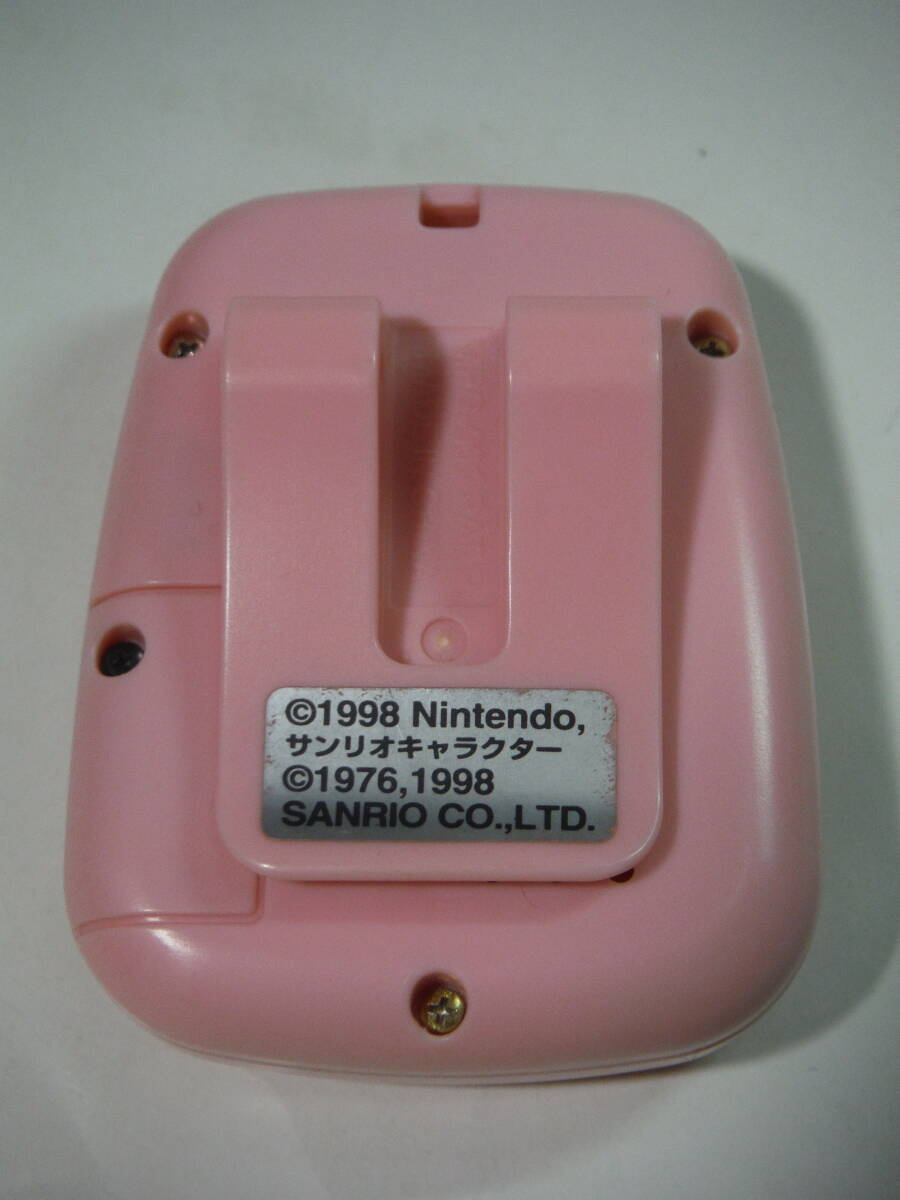 ©1998 Nintendo,
サンリオキャラクター
©1976,1998
SANRIO CO.,LTD.